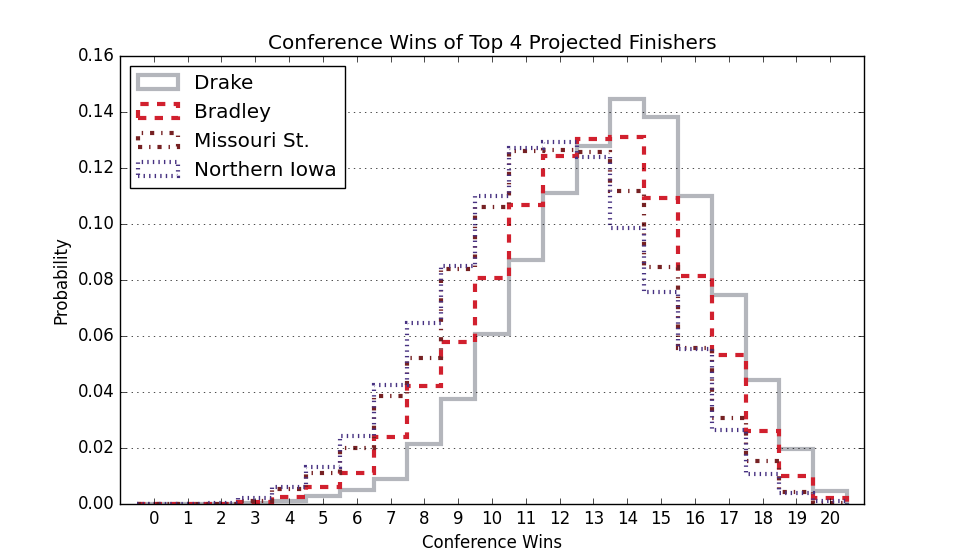 Conference Wins of Top 4 Projected Finishers
0.16
0.14
0.12
0.10
0.08
0.06
0.04
0.02
0.00
Probability
Drake
Bradley
Missouri St.
Northern Iowa
0 1 2 3 4 5 6 7 8 9 10 11 12 13 14 15 16 17 18 19 20
Conference Wins